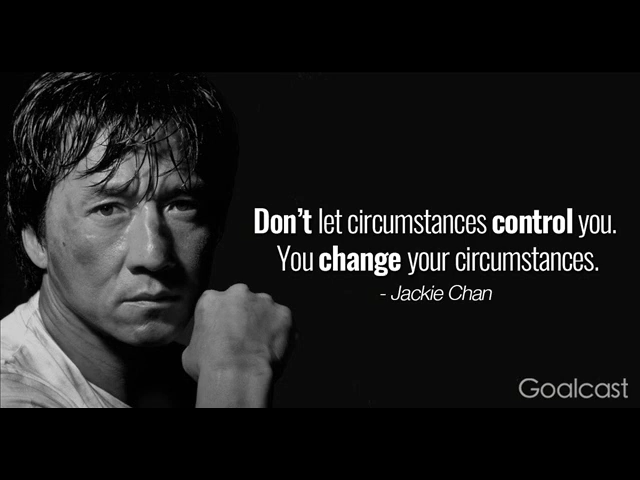 Don't let circumstances control you.
You change your circumstances.
- Jackie Chan
Goalcast